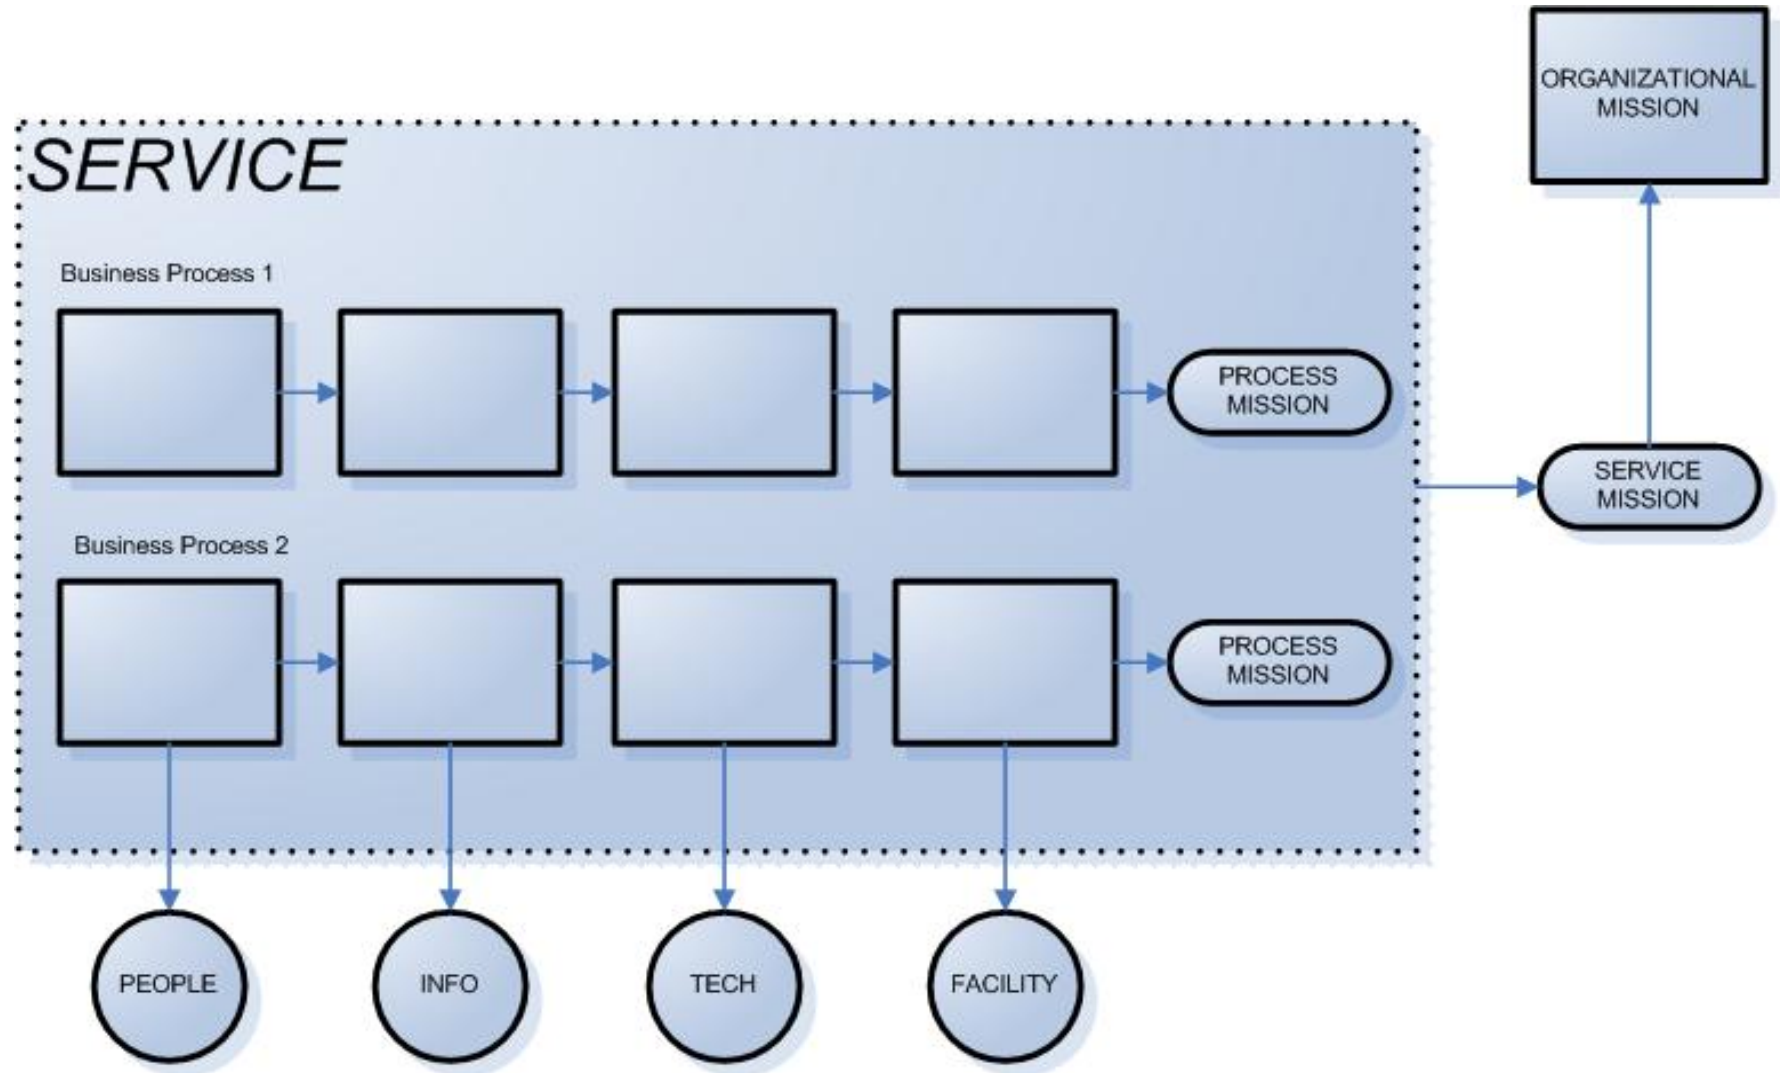 ORGANIZATIONAL
MISSION
SERVICE
Business Process 1
PROCESS
MISSION
SERVICE
MISSION
Business Process 2
PROCESS
MISSION
PEOPLE
INFO
TECH
FACILITY